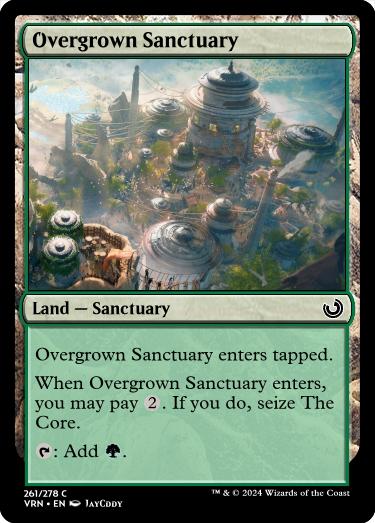 Overgrown Sanctuary
Land — Sanctuary
Overgrown Sanctuary enters tapped.
When Overgrown Sanctuary enters,
you may pay 2. If you do, seize The
Core.
: Add .
261/278 C
VRN • EN JayCddy
™ & © 2024 Wizards of the Coast